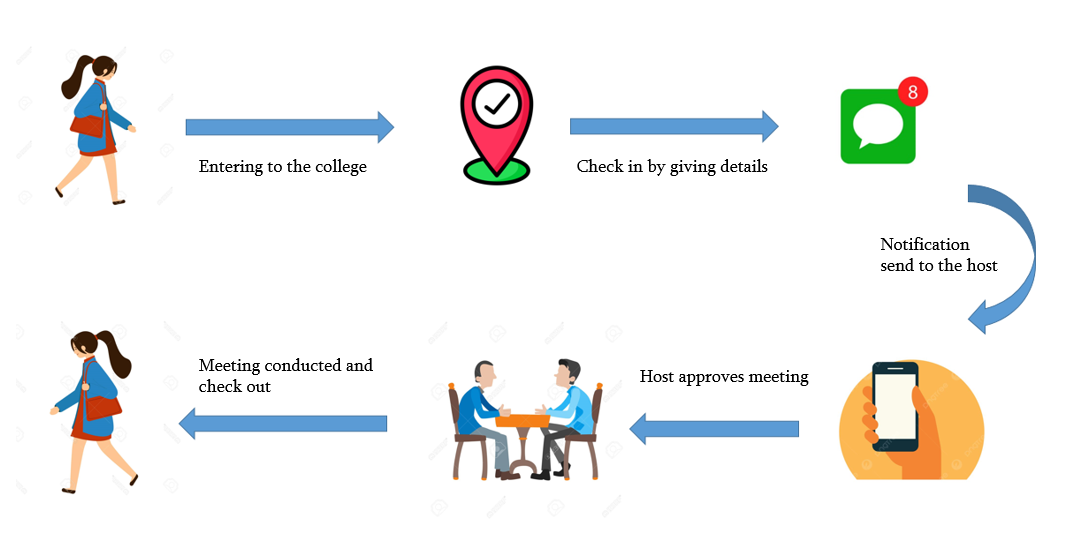 8
Entering to the college
Check in by giving details
Notification
send to the host
Host approves meeting
Meeting conducted and
check out